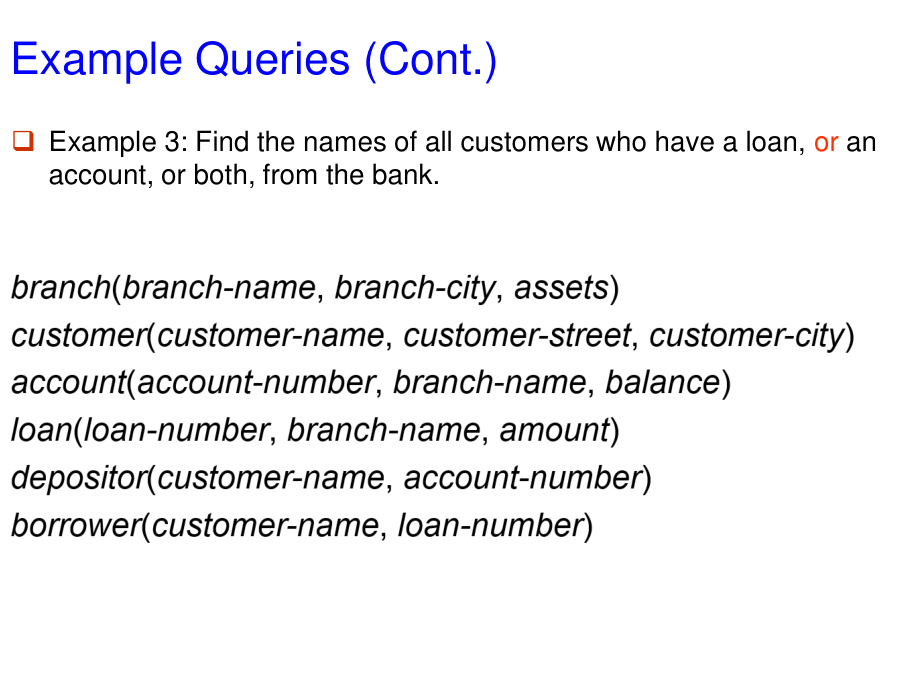 Example Queries (Cont.)
Example 3: Find the names of all customers who have a loan, or an
account, or both, from the bank.
branch(branch-name, branch-city, assets)
customer(customer-name, customer-street, customer-city)
account(account-number, branch-name, balance)
loan(loan-number, branch-name, amount)
depositor(customer-name, account-number)
borrower(customer-name, loan-number)